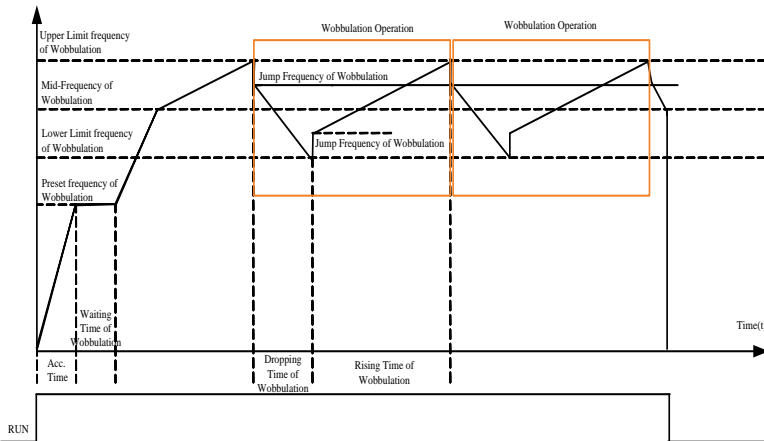 Wobbulation Operation
Wobbulation Operation
Upper Limit frequency
of Wobbulation
Jump Frequency of Wobbulation
Mid-Frequency of
Wobbulation
Lower Limit frequency
of Wobbulation
Jump Frequency of Wobbulation
Preset frequency of
Wobbulation
Waiting
Time of
Wobbulation
Time(t
Acc.
Time
Dropping
Time of
Wobbulation
Rising Time of
Wobbulation
RUN